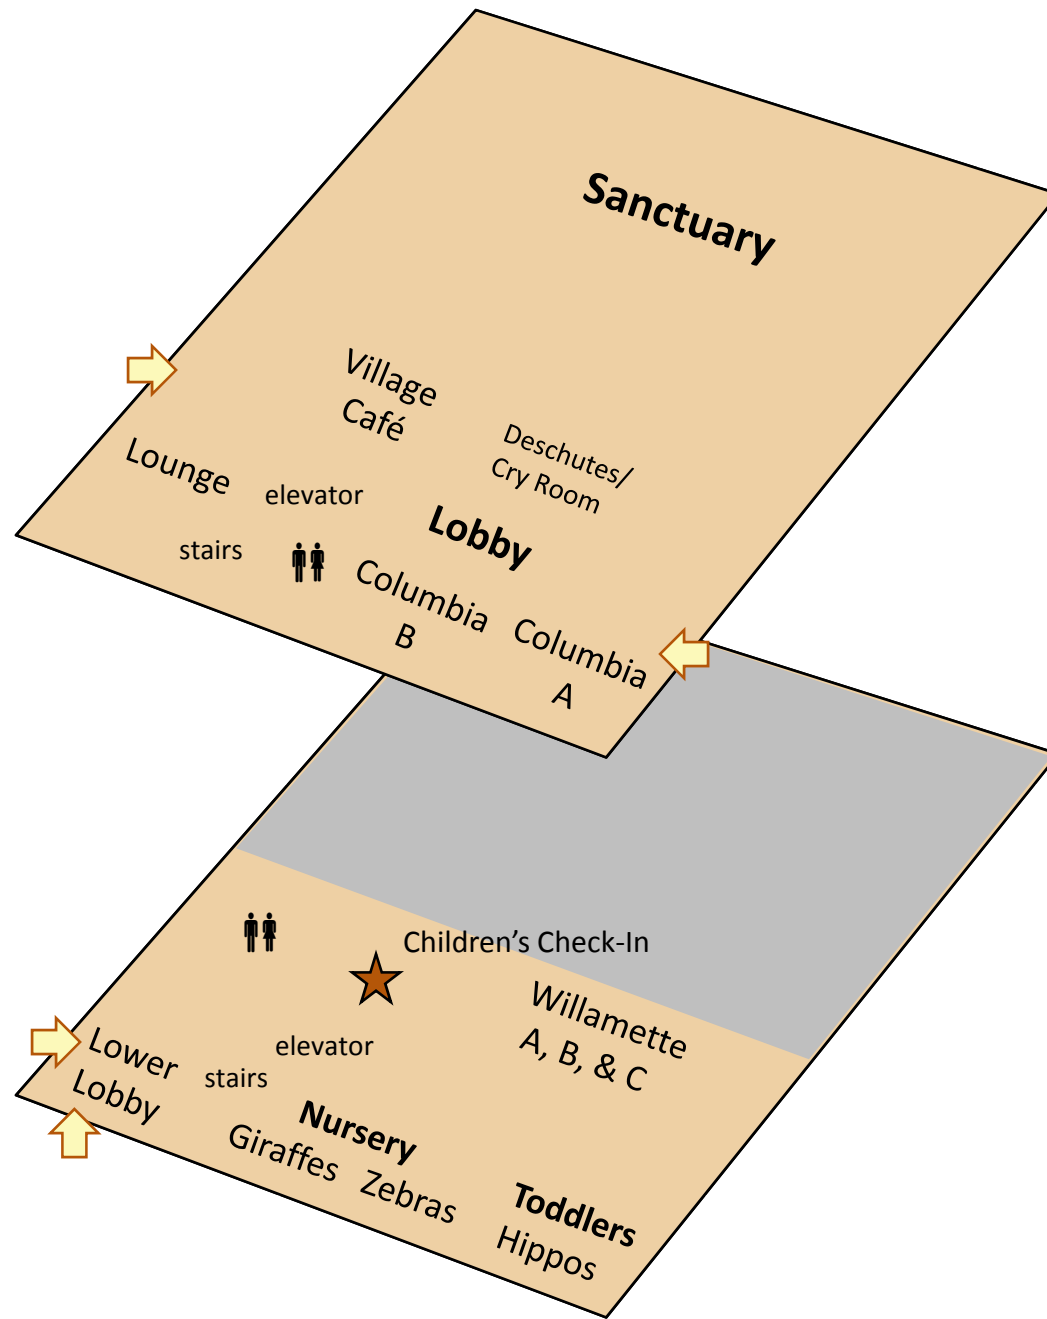 Sanctuary
Village
Café
Deschutes/
Cry Room
Lounge
elevator
Lobby
stairs
Columbia
B
Columbia
A
Children's Check-In
Willamette
A, B, & C
elevator
Lower
Lobby
stairs
Nursery
Giraffes
Zebras
Toddlers
Hippos